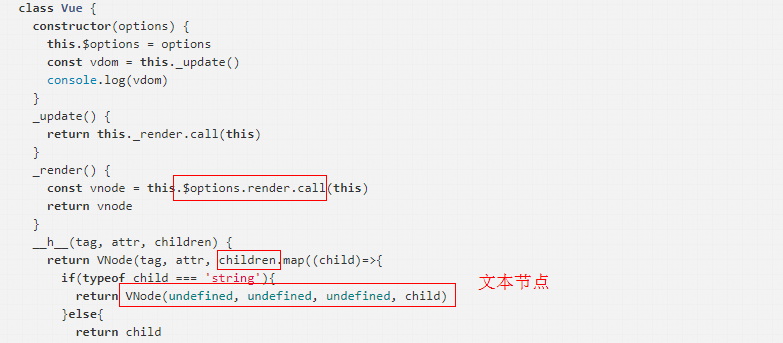 class Vue {
  constructor(options) {
    this.$options = options
    const vdom = this._update()
    console.log(vdom)
  }
  _update() {
    return this._render.call(this)
  }
  _render() {
    const vnode = this.$options.render.call(this)
    return vnode
  }
  __h__(tag, attr, children) {
    return VNode(tag, attr, children.map((child)=>{
      if(typeof child === 'string'){
        return VNode(undefined, undefined, undefined, child)
      }else{
        return child
文本节点